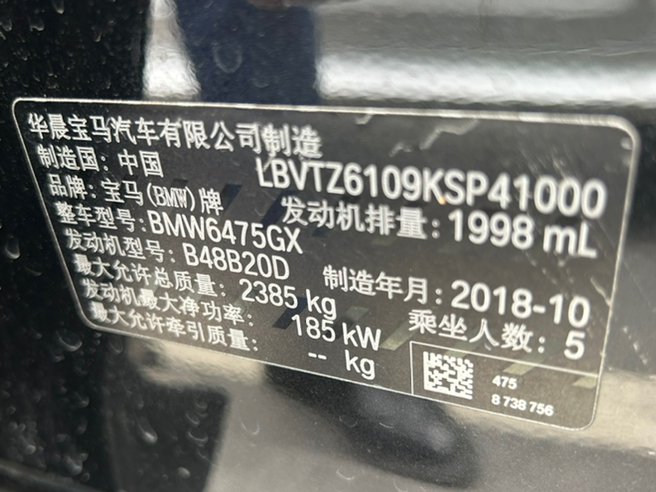 华晨宝马汽车有限公司制造
制造国：中国 LBVTZ6109KSP41000
品牌：宝马(BMW)牌 发动机排量：1998 mL
整车型号：BMW6475GX
发动机型号：B48B20D 制造年月：2018-10
最大允许总质量：2385 kg 乘坐人数：5
发动机最大净功率：185 kW
最大允许牵引质量：-- kg
475
8 738 756